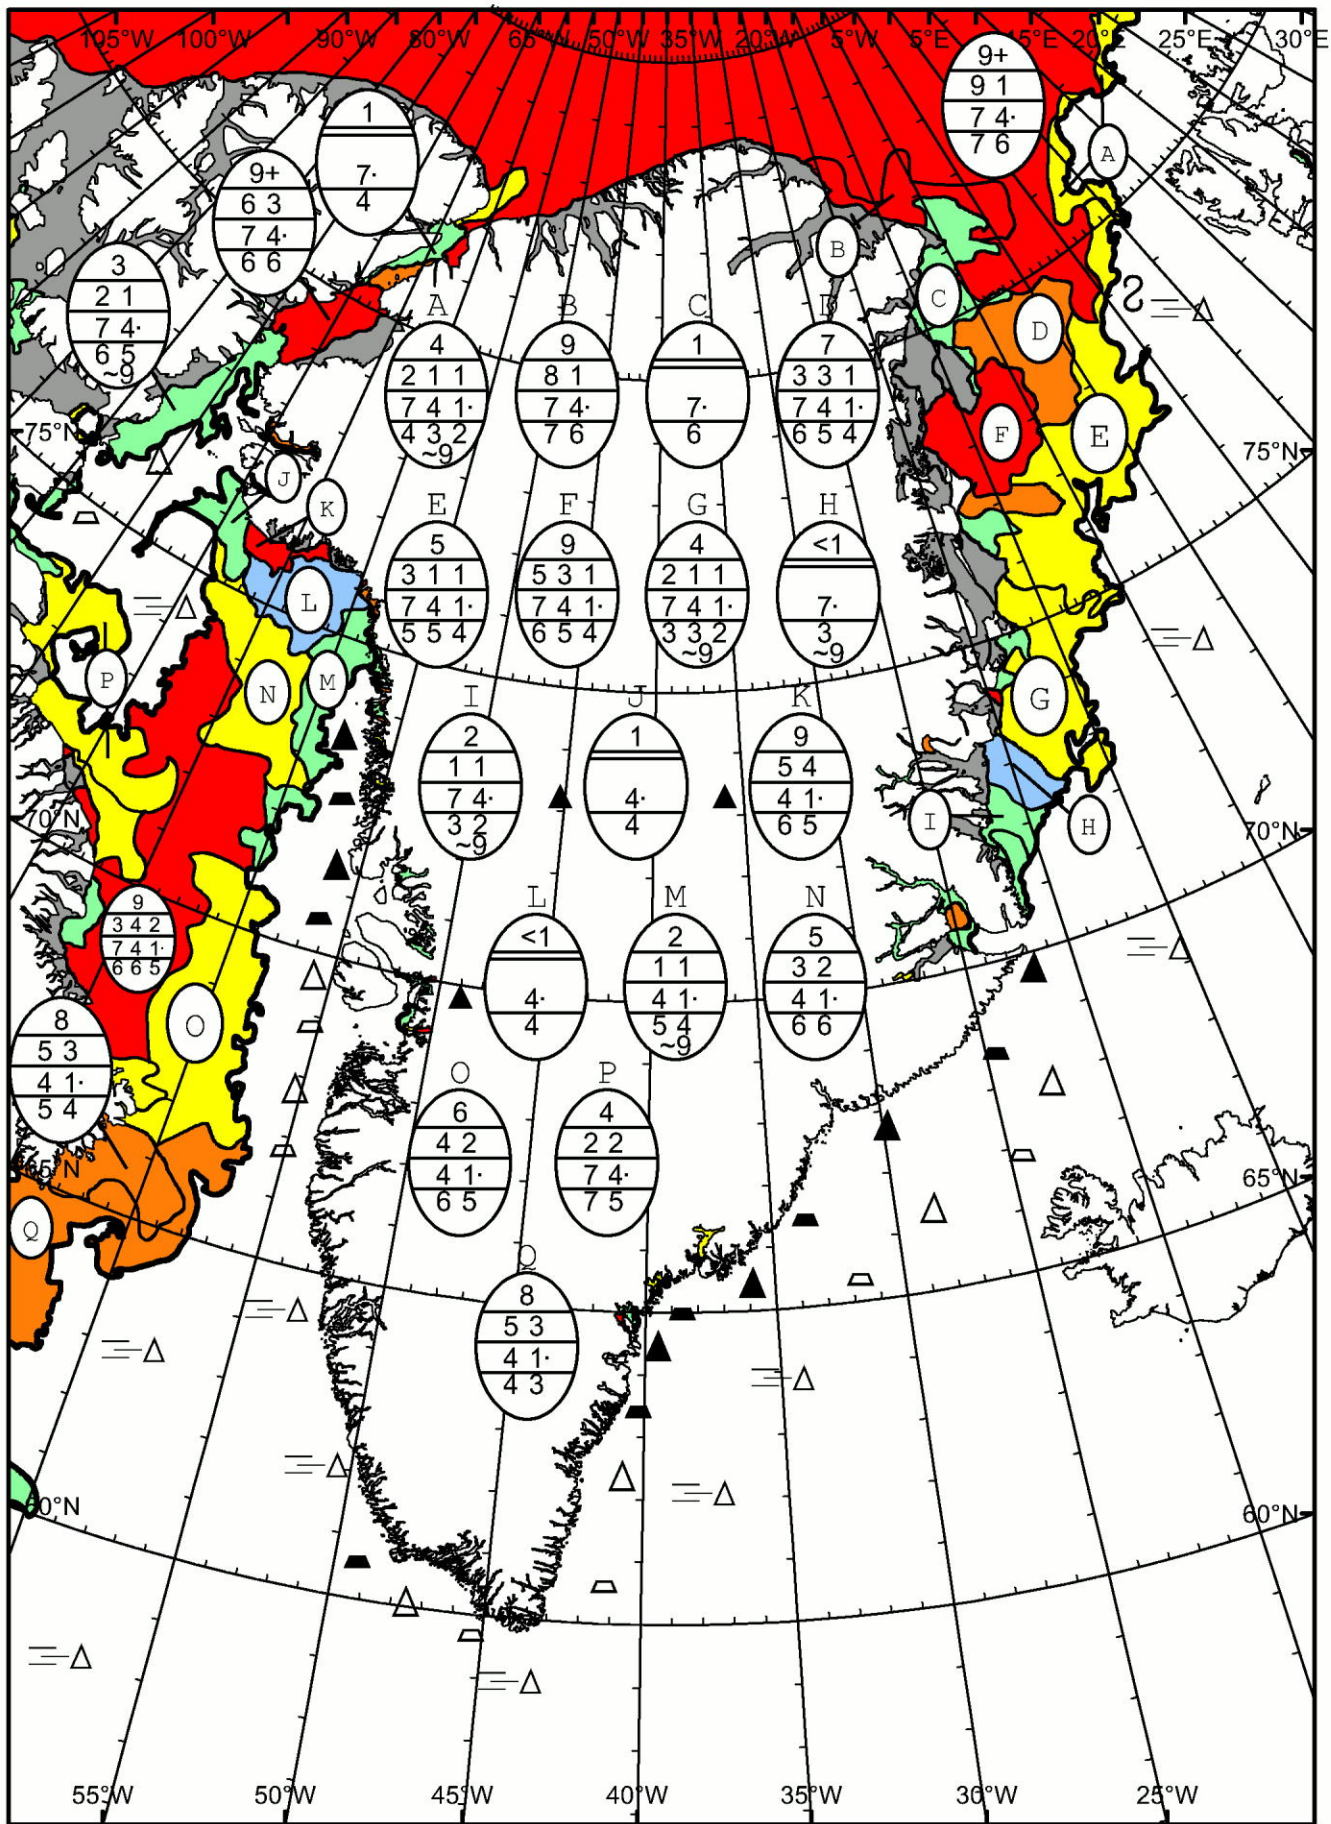 105°W 100°W 90°W 80°W 65°W 50°W 35°W 20°W 5°W 5°E 15°E 20°E 25°E 30°E
9+
9 1
7 4·
7 6
A
1
7·
4
9+
6 3
7 4·
6 6
3
2 1
7 4·
6 5
~9
B
C
D
E
F
A B C D
4 9 1 7
2 1 1 8 1 3 3 1
7 4 1· 7 4· 7· 7 4 1·
4 3 2 7 6 6 6 5 4
~9
75°N 75°N
J
K
E F G H
5 9 4 <1
3 1 1 5 3 1 2 1 1
7 4 1· 7 4 1· 7 4 1· 7·
5 5 4 6 5 4 3 3 2 3
~9 ~9
L
P N M G
I J K
2 1 9
1 1 5 4
7 4· 4· 4 1·
3 2 4 6 5
~9
70°N 70°N
I H
9
3 4 2
7 4 1·
6 6 5
L M N
<1 2 5
1 1 3 2
4· 4 1· 4 1·
4 5 4 6 6
~9
O
8
5 3
4 1·
5 4
O P
6 4
4 2 2 2
4 1· 7 4·
6 5 7 5
65°N 65°N
Q
Q
8
5 3
4 1·
4 3
60°N 60°N
55°W 50°W 45°W 40°W 35°W 30°W 25°W